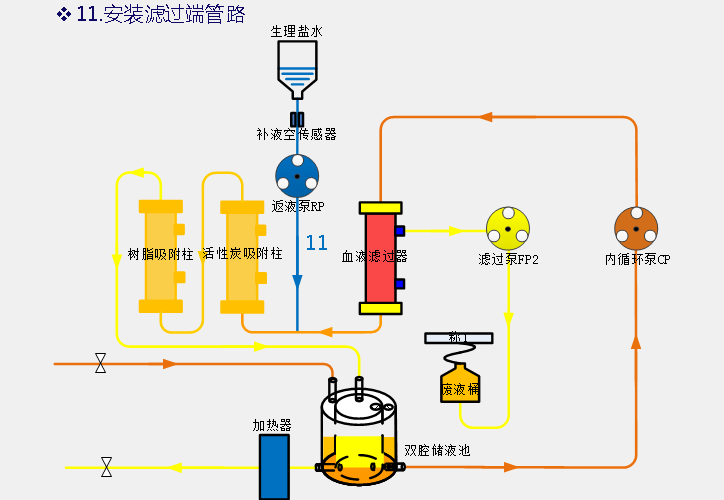 ❖ 11.安装滤过端管路
生理盐水
补液空传感器
返液泵RP
树脂吸附柱
活性炭吸附柱
11
血液滤过器
滤过泵FP2
内循环泵CP
称1
废液桶
加热器
双腔储液池